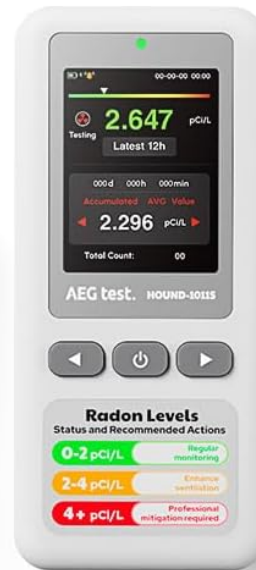 00-00-00 00:00
Testing
2.647 pCi/L
Latest 12h
000d 000h 000min
Accumulated AVG Value
2.296 pCi/L
Total Count: 00
AEG test. HOUND-1011S
Radon Levels
Status and Recommended Actions
0-2 pCi/L Regular monitoring
2-4 pCi/L Enhance ventilation
4+ pCi/L Professional mitigation required